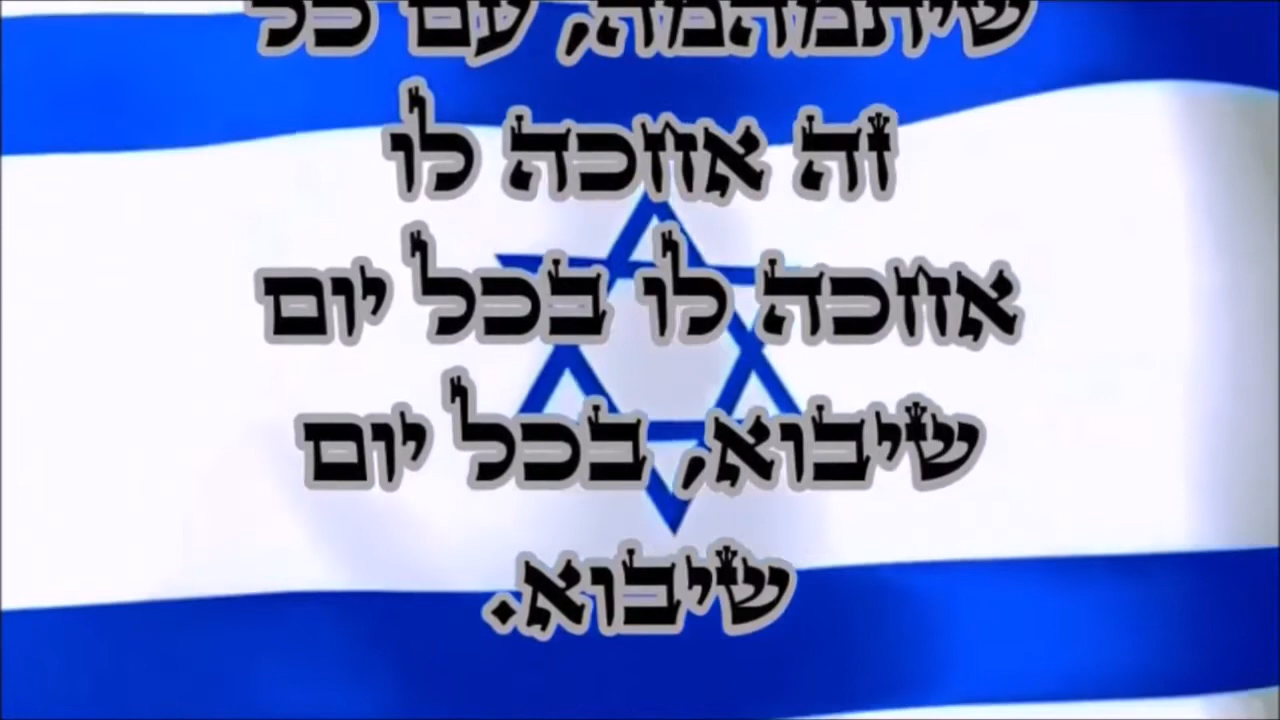 שיתמהמה, עם כל
זה אחכה לו
אחכה לו בכל יום
שיבוא, בכל יום
שיבוא.